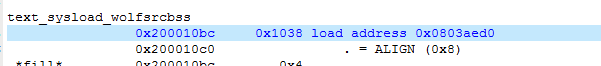 text_sysload_wolfsrcbss
0x200010bc 0x1038 load address 0x0803aed0
0x200010c0 . = ALIGN (0x8)
*fill* 0x200010bc 0x4